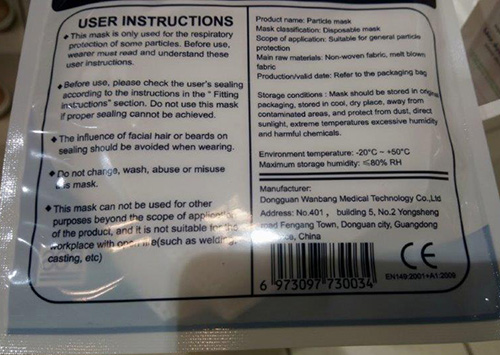 USER INSTRUCTIONS
◆ This mask is only used for the respiratory
protection of some particles. Before use,
wearer must read and understand these
user instructions.
◆ Before use, please check the user's sealing
according to the instructions in the " Fitting
instructions" section. Do not use this mask
if proper sealing cannot be achieved.
◆ The influence of facial hair or beards on
sealing should be avoided when wearing.
◆ Do not change, wash, abuse or misuse
this mask.
◆ This mask can not be used for other
purposes beyond the scope of application
of the product, and it is not suitable for the
workplace with open fire(such as welding,
casting, etc)
Product name: Particle mask
Mask classification: Disposable mask
Scope of application: Suitable for general particle
protection
Main raw materials: Non-woven fabric, melt blown
fabric
Production/valid date: Refer to the packaging bag
Storage conditions : Mask should be stored in original
packaging, stored in cool, dry place, away from
contaminated areas, and protect from dust, direct
sunlight, extreme temperatures excessive humidity
and harmful chemicals.
Environment temperature: -20°C ~ +50°C
Maximum storage humidity: ≤80% RH
Manufacturer:
Dongguan Wanbang Medical Technology Co.,Ltd
Address: No.401 , building 5, No.2 Yongsheng
road Fengang Town, Donguan city, Guangdong
China
6 973097 730034
CE
EN149:2001+A1:2009